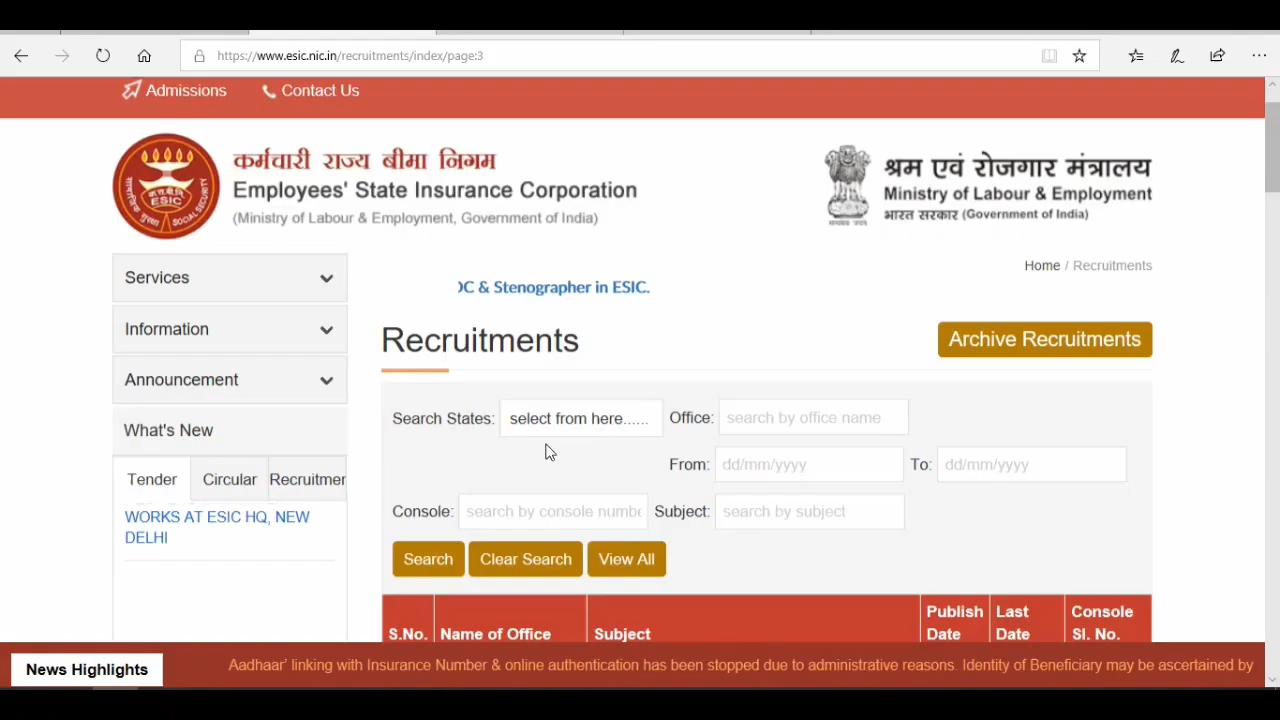 https://www.esic.nic.in/recruitments/index/page:3
Admissions
Contact Us
कर्मचारी राज्य बीमा निगम
Employees' State Insurance Corporation
(Ministry of Labour & Employment, Government of India)
ESIC
SOCIAL SECURITY
श्रम एवं रोजगार मंत्रालय
Ministry of Labour & Employment
भारत सरकार (Government of India)
Home / Recruitments
Services
Information
Announcement
What's New
Tender Circular Recruitmen
WORKS AT ESIC HQ, NEW
DELHI
DC & Stenographer in ESIC.
Recruitments
Archive Recruitments
Search States: select from here...... Office: search by office name
From: dd/mm/yyyy To: dd/mm/yyyy
Console: search by console numbe Subject: search by subject
Search Clear Search View All
S.No. Name of Office Subject Publish Date Last Date Console Sl. No.
News Highlights
Aadhaar' linking with Insurance Number & online authentication has been stopped due to administrative reasons. Identity of Beneficiary may be ascertained by